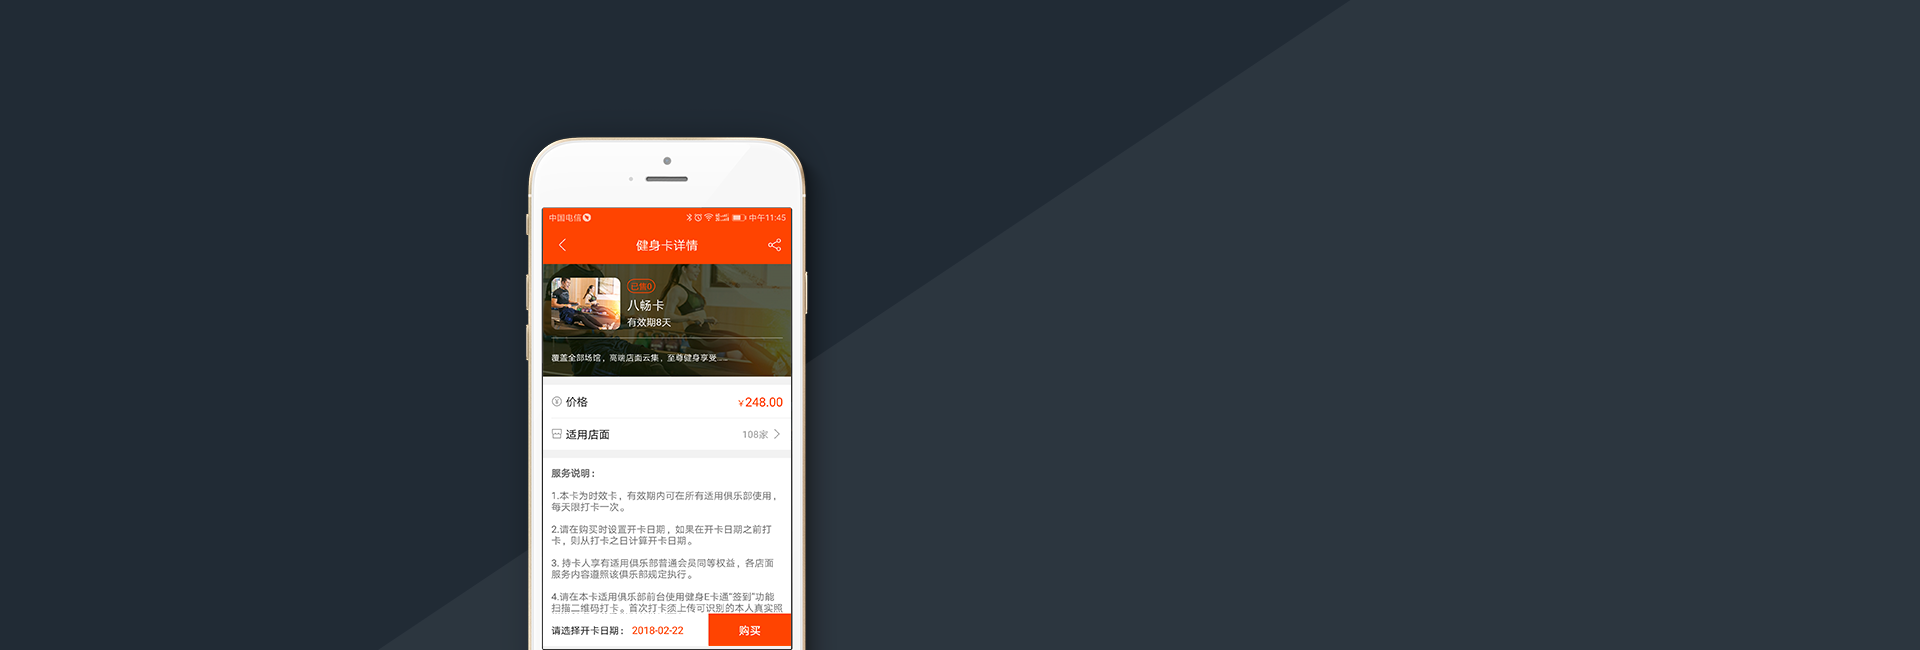 中国电信
中午11:45
健身卡详情
已售0
八畅卡
有效期8天
覆盖全部场馆，高端店面云集，至尊健身享受……
价格
¥248.00
适用店面
108家
服务说明：
1.本卡为时效卡，有效期内可在所有适用俱乐部使用，
每天限打卡一次。
2.请在购买时设置开卡日期，如果在开卡日期之前打
卡，则从打卡之日计算开卡日期。
3. 持卡人享有适用俱乐部普通会员同等权益，各店面
服务内容遵照该俱乐部规定执行。
4.请在本卡适用俱乐部前台使用健身E卡通“签到”功能
扫描二维码打卡。首次打卡须上传可识别的本人真实照
请选择开卡日期： 2018-02-22
购买